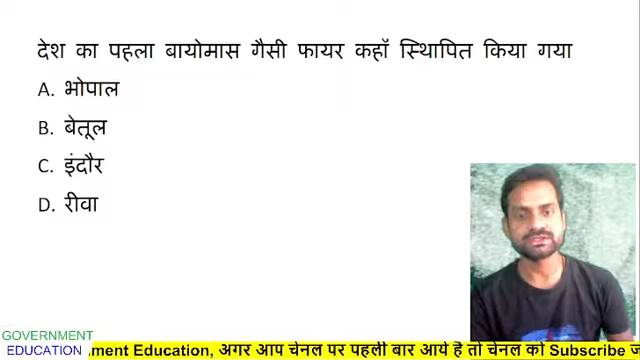 देश का पहला बायोमास गैसी फायर कहाँ स्थिापित किया गया
A. भोपाल
B. बेतूल
C. इंदौर
D. रीवा
GOVERNMENT
EDUCATION
ment Education, अगर आप चेनल पर पहली बार आये है तो चेनल को Subscribe